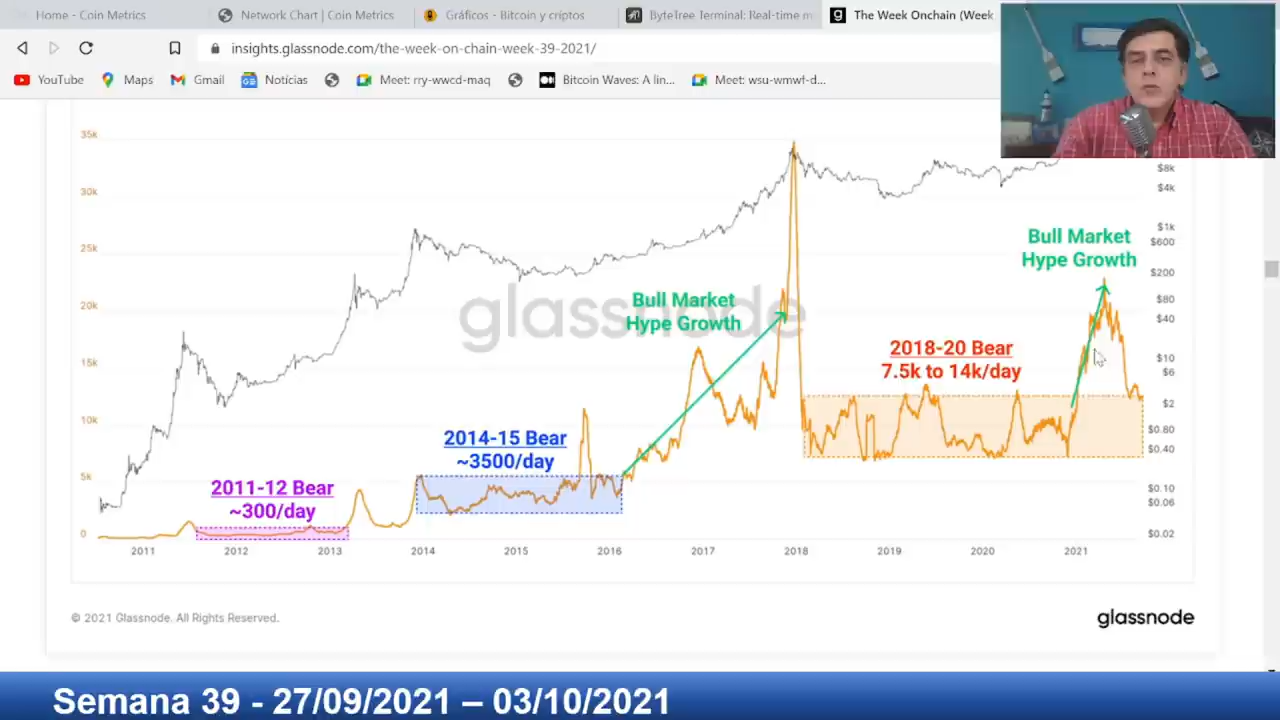 Home - Coin Metrics
Network Chart | Coin Metrics
Gráficos - Bitcoin y criptos
ByteTree Terminal: Real-time m
The Week Onchain (Week
insights.glassnode.com/the-week-on-chain-week-39-2021/
YouTube
Maps
Gmail
Noticias
Meet: rry-wwcd-maq
Bitcoin Waves: A lin...
Meet: wsu-wmwf-d...
35k
30k
25k
20k
15k
10k
5k
0
$8k
$4k
$1k
$600
$200
$80
$40
$10
$6
$2
$0.80
$0.40
$0.10
$0.06
$0.02
glassnode
Bull Market
Hype Growth
Bull Market
Hype Growth
2018-20 Bear
7.5k to 14k/day
2014-15 Bear
~3500/day
2011-12 Bear
~300/day
2011
2012
2013
2014
2015
2016
2017
2018
2019
2020
2021
© 2021 Glassnode. All Rights Reserved.
glassnode
Semana 39 - 27/09/2021 – 03/10/2021